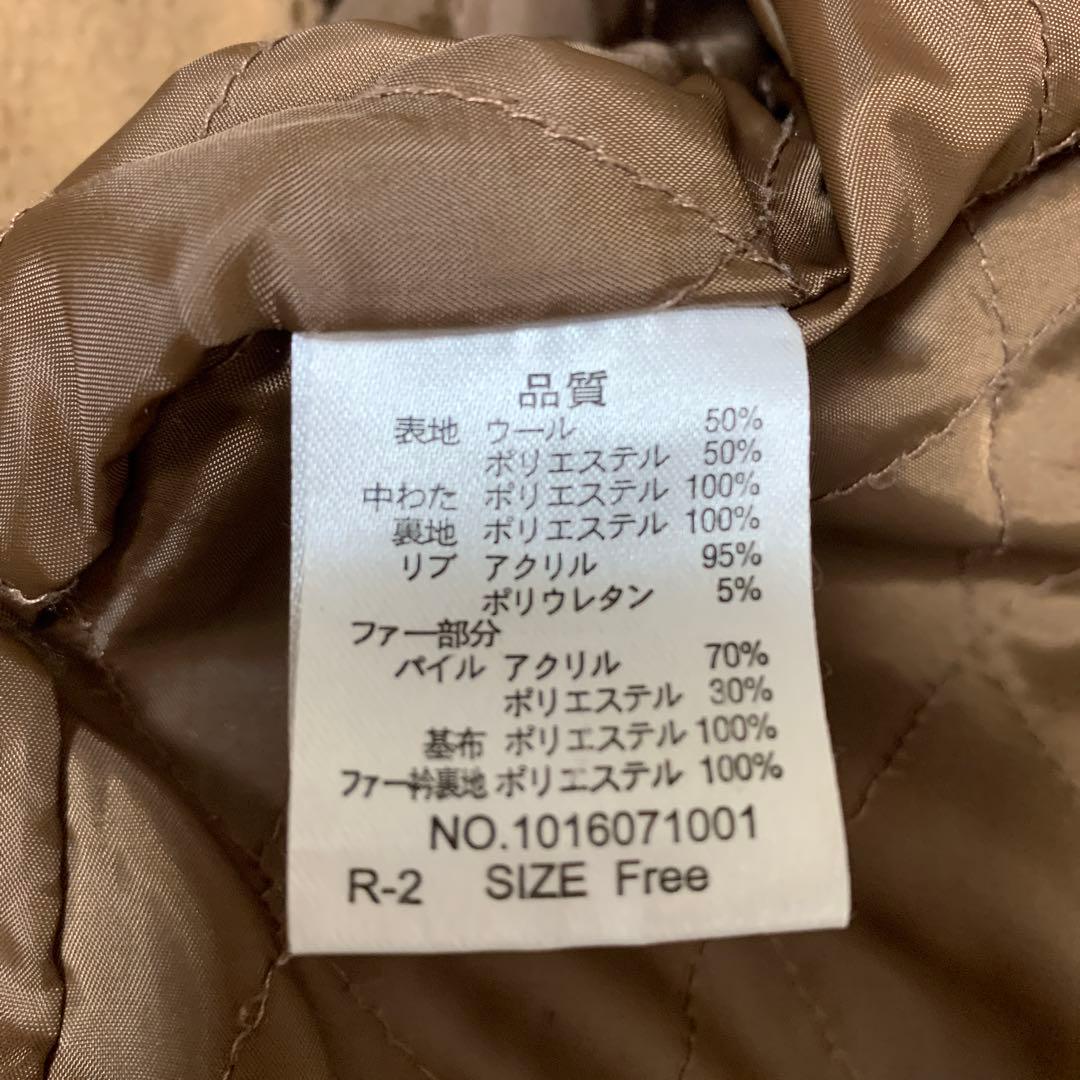 品質
表地 ウール 50%
ポリエステル 50%
中わた ポリエステル 100%
裏地 ポリエステル 100%
リブ アクリル 95%
ポリウレタン 5%
ファー部分
パイル アクリル 70%
ポリエステル 30%
基布 ポリエステル 100%
ファー衿裏地 ポリエステル 100%
NO.1016071001
R-2 SIZE Free